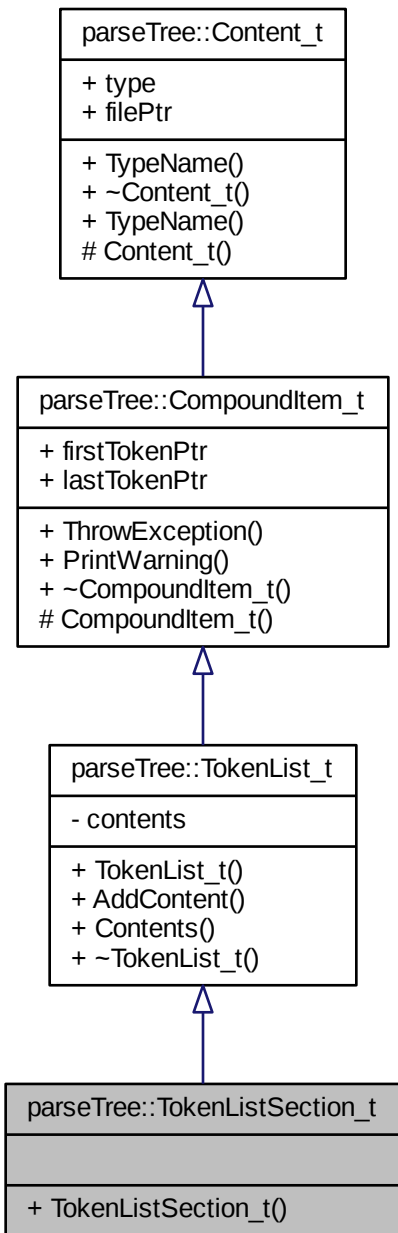 parseTree::Content_t
+ type
+ filePtr
+ TypeName()
+ ~Content_t()
+ TypeName()
# Content_t()
parseTree::CompoundItem_t
+ firstTokenPtr
+ lastTokenPtr
+ ThrowException()
+ PrintWarning()
+ ~CompoundItem_t()
# CompoundItem_t()
parseTree::TokenList_t
- contents
+ TokenList_t()
+ AddContent()
+ Contents()
+ ~TokenList_t()
parseTree::TokenListSection_t
+ TokenListSection_t()